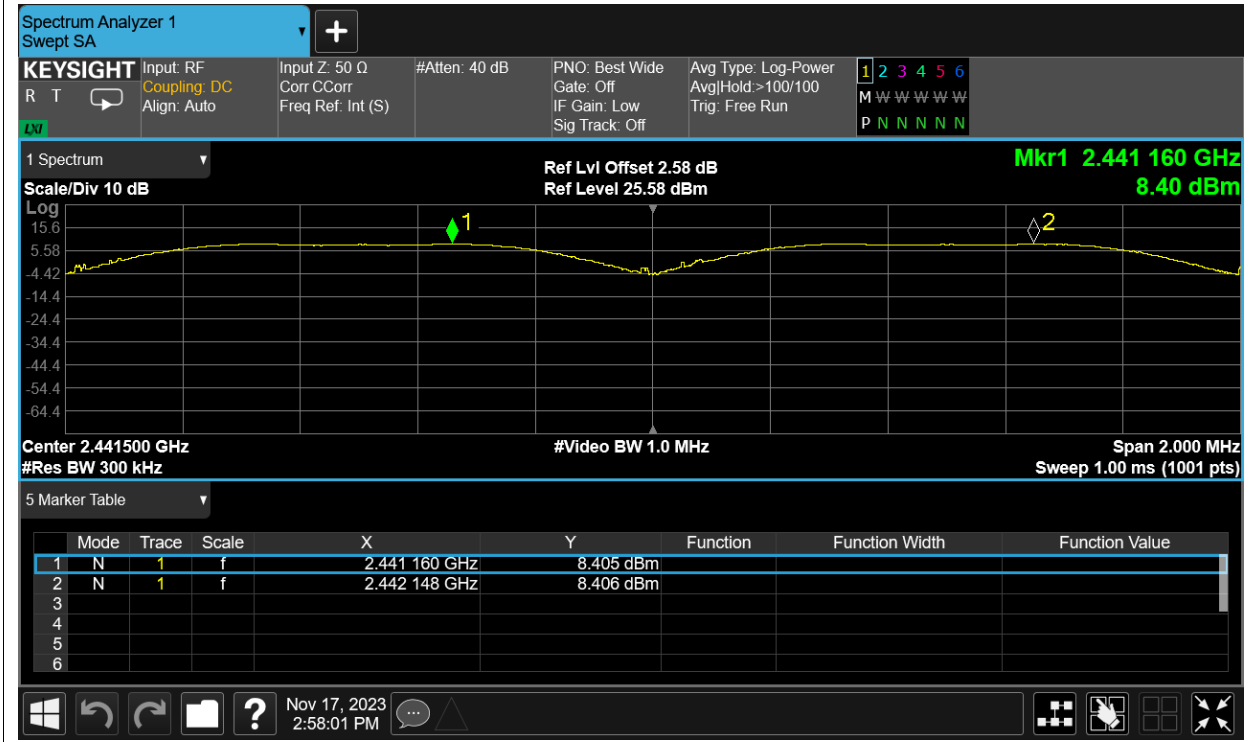 Spectrum Analyzer 1
Swept SA
+
KEYSIGHT Input: RF Input Z: 50 Ω #Atten: 40 dB PNO: Best Wide Avg Type: Log-Power 1 2 3 4 5 6
R T Coupling: DC Corr CCorr Gate: Off Avg|Hold:>100/100 M W W W W W
Align: Auto Freq Ref: Int (S) IF Gain: Low Trig: Free Run
LXI Sig Track: Off P N N N N N
1 Spectrum Ref Lvl Offset 2.58 dB Mkr1 2.441 160 GHz
Scale/Div 10 dB Ref Level 25.58 dBm 8.40 dBm
Log
15.6 1 2
5.58
-4.42
-14.4
-24.4
-34.4
-44.4
-54.4
-64.4
Center 2.441500 GHz #Video BW 1.0 MHz Span 2.000 MHz
#Res BW 300 kHz Sweep 1.00 ms (1001 pts)
5 Marker Table
Mode Trace Scale X Y Function Function Width Function Value
1 N 1 f 2.441 160 GHz 8.405 dBm
2 N 1 f 2.442 148 GHz 8.406 dBm
3
4
5
6
? Nov 17, 2023
2:58:01 PM